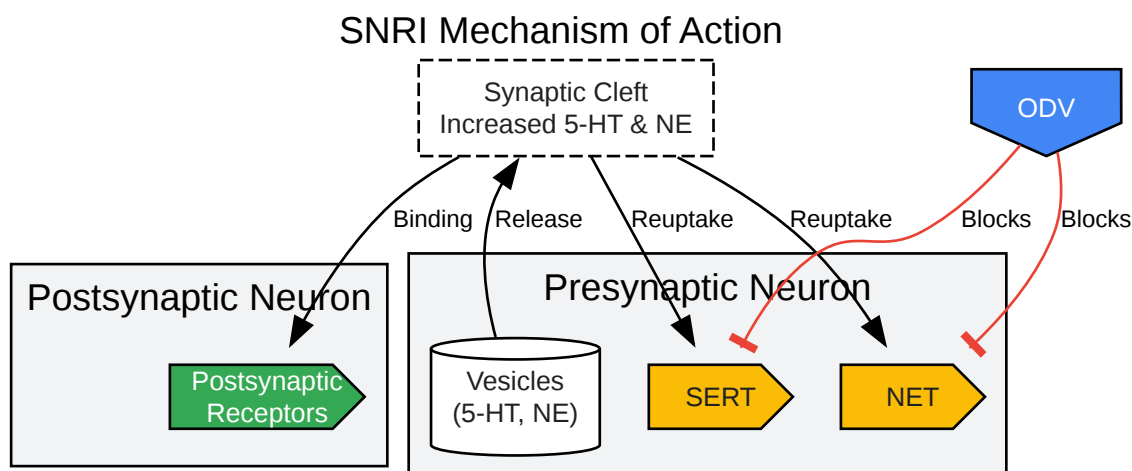 SNRI Mechanism of Action
Synaptic Cleft
Increased 5-HT & NE
ODV
Binding
Release
Reuptake
Reuptake
Blocks
Blocks
Postsynaptic Neuron
Presynaptic Neuron
Postsynaptic
Receptors
Vesicles
(5-HT, NE)
SERT
NET